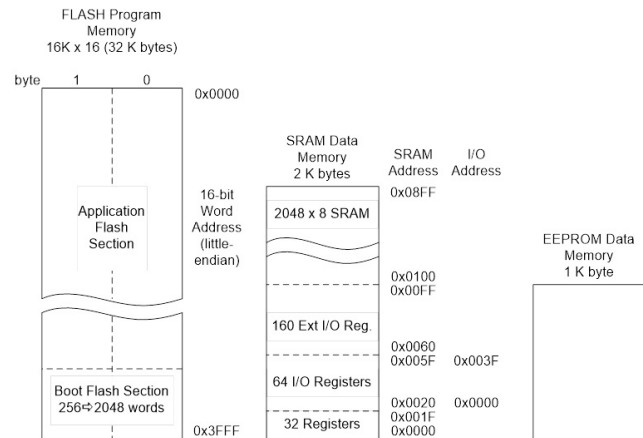 FLASH Program
Memory
16K x 16 (32 K bytes)
byte 1 0
0x0000
Application
Flash
Section
16-bit
Word
Address
(little-
endian)
Boot Flash Section
256⇨2048 words
0x3FFF
SRAM Data
Memory
2 K bytes
SRAM
Address
I/O
Address
0x08FF
2048 x 8 SRAM
0x0100
0x00FF
160 Ext I/O Reg.
0x0060
0x005F 0x003F
64 I/O Registers
0x0020 0x0000
0x001F
32 Registers
0x0000
EEPROM Data
Memory
1 K byte